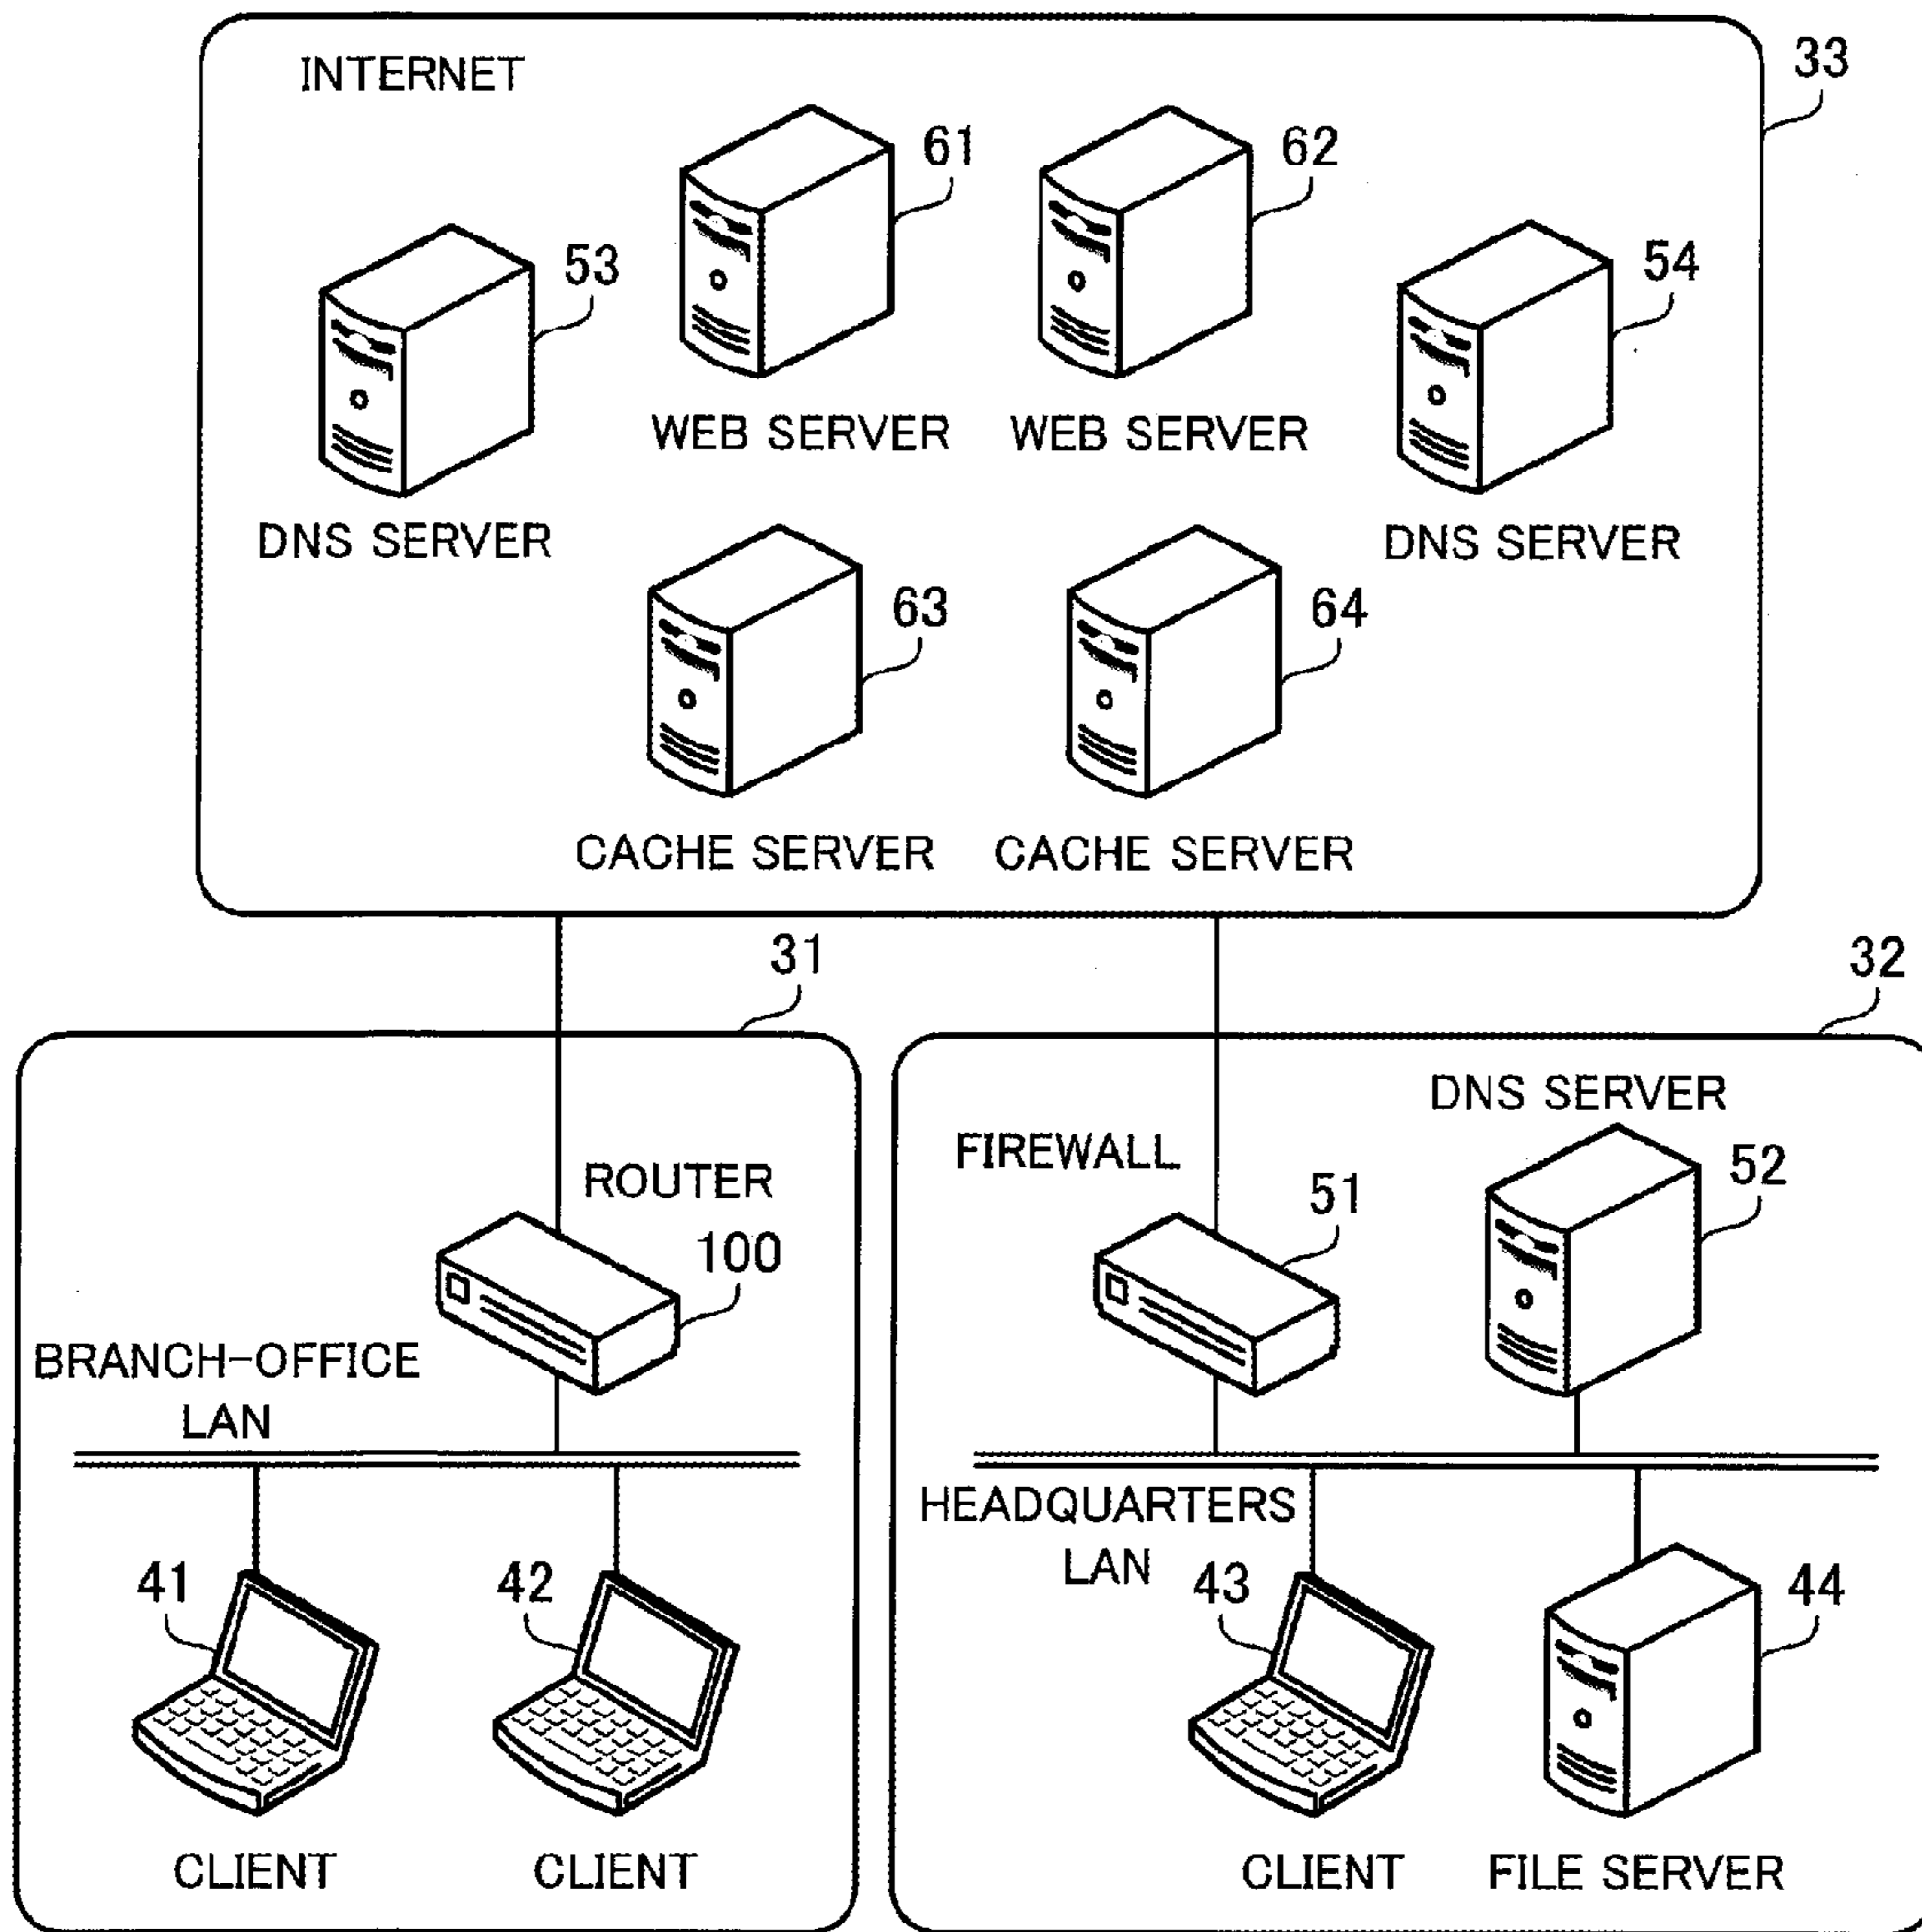 INTERNET
33
61
62
53
54
WEB SERVER
WEB SERVER
DNS SERVER
DNS SERVER
63
64
CACHE SERVER
CACHE SERVER
31
32
ROUTER
100
BRANCH-OFFICE
LAN
41
42
CLIENT
CLIENT
DNS SERVER
FIREWALL
51
52
HEADQUARTERS
LAN
43
44
CLIENT
FILE SERVER